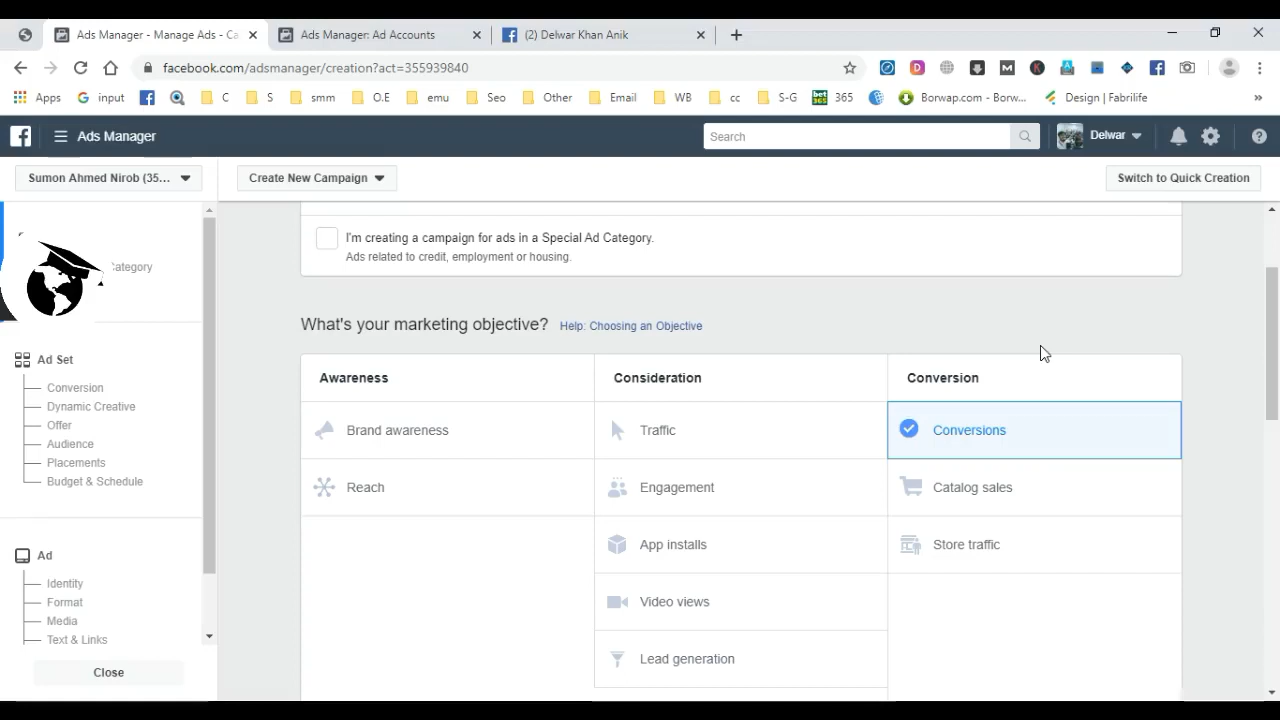 Ads Manager - Manage Ads - Ca
Ads Manager: Ad Accounts
(2) Delwar Khan Anik
facebook.com/adsmanager/creation?act=355939840
Apps
input
C
S
smm
O.E
emu
Seo
Other
Email
WB
cc
S-G
bet365
365
Borwap.com - Borw...
Design | Fabrilife
»
Ads Manager
Search
Delwar
Sumon Ahmed Nirob (35...
Create New Campaign
Switch to Quick Creation
I'm creating a campaign for ads in a Special Ad Category.
Ads related to credit, employment or housing.
What's your marketing objective? Help: Choosing an Objective
Awareness
Consideration
Conversion
Brand awareness
Traffic
Conversions
Reach
Engagement
Catalog sales
App installs
Store traffic
Video views
Lead generation
Category
Ad Set
Conversion
Dynamic Creative
Offer
Audience
Placements
Budget & Schedule
Ad
Identity
Format
Media
Text & Links
Close